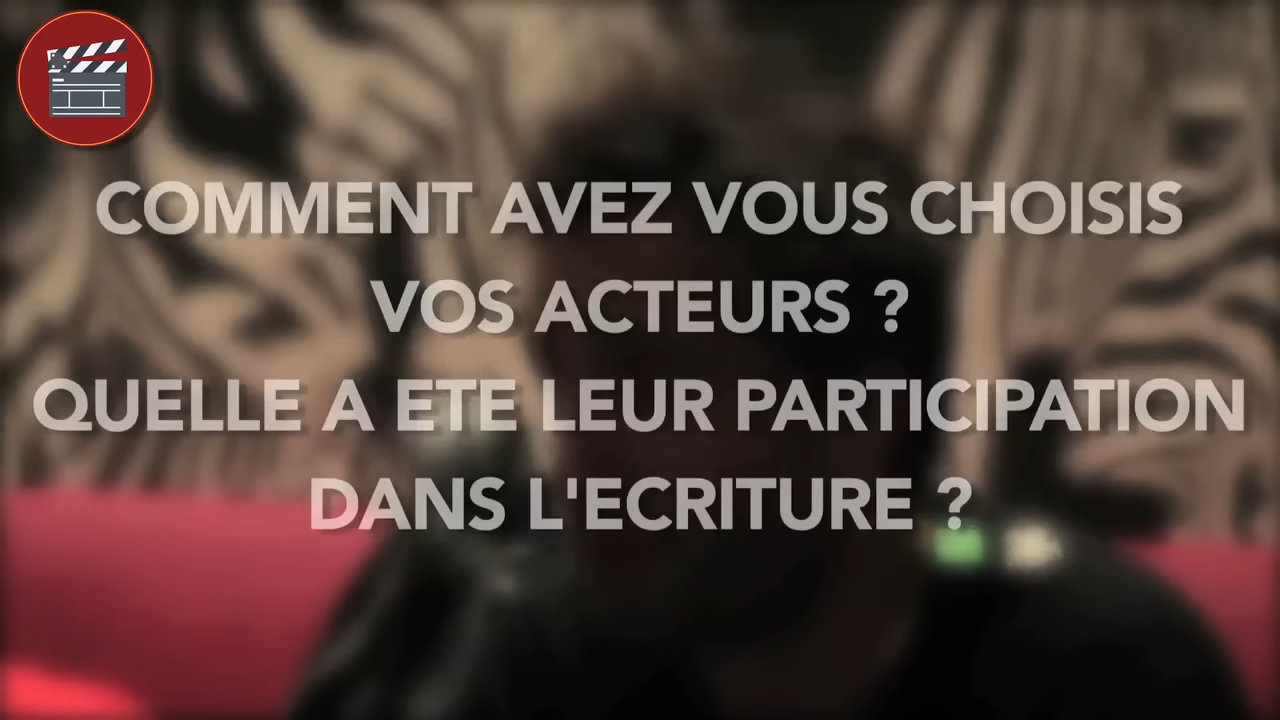 COMMENT AVEZ VOUS CHOISIS
VOS ACTEURS ?
QUELLE A ETE LEUR PARTICIPATION
DANS L'ECRITURE ?